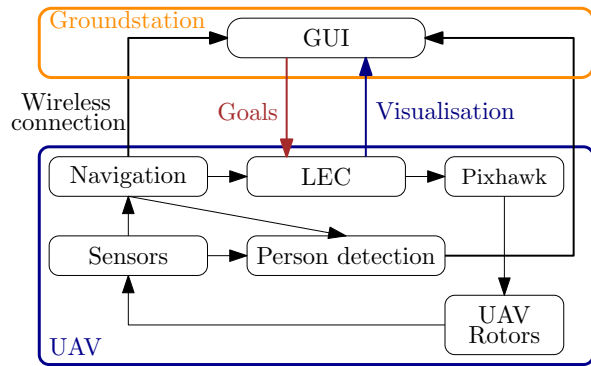 Groundstation
GUI
Wireless
connection
Goals
Visualisation
Navigation
LEC
Pixhawk
Sensors
Person detection
UAV
Rotors
UAV